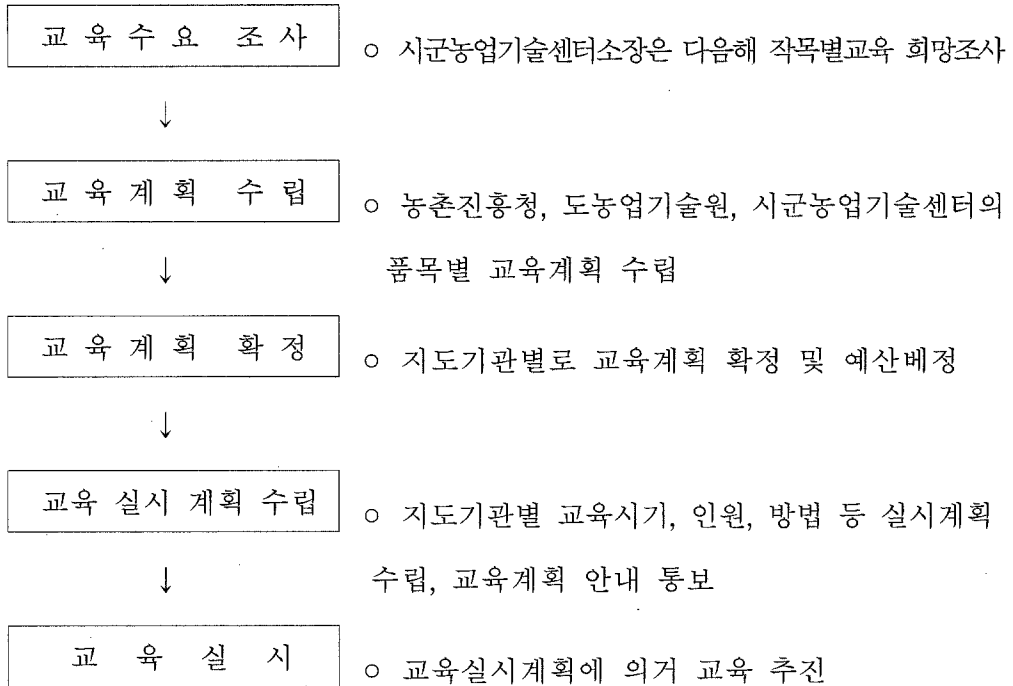 교 육 수 요 조 사
○ 시군농업기술센터소장은 다음해 작목별교육 희망조사
↓
교 육 계 획 수 립
○ 농촌진흥청, 도농업기술원, 시군농업기술센터의
품목별 교육계획 수립
↓
교 육 계 획 확 정
○ 지도기관별로 교육계획 확정 및 예산베정
↓
교육 실시 계획 수립
○ 지도기관별 교육시기, 인원, 방법 등 실시계획
수립, 교육계획 안내 통보
↓
교 육 실 시
○ 교육실시계획에 의거 교육 추진